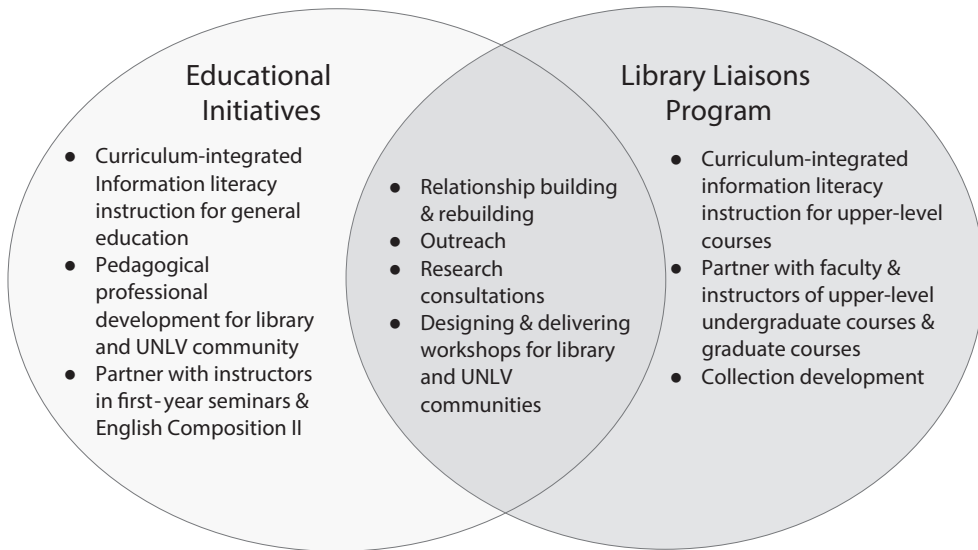 Educational
Initiatives
● Curriculum-integrated
Information literacy
instruction for general
education
● Pedagogical
professional
development for library
and UNLV community
● Partner with instructors
in first-year seminars &
English Composition II
● Relationship building
& rebuilding
● Outreach
● Research
consultations
● Designing & delivering
workshops for library
and UNLV
communities
Library Liaisons
Program
● Curriculum-integrated
information literacy
instruction for upper-level
courses
● Partner with faculty &
instructors of upper-level
undergraduate courses &
graduate courses
● Collection development